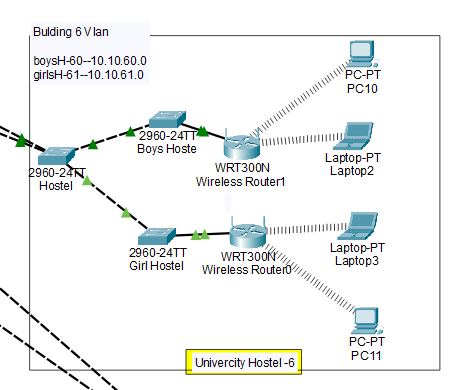 Bulding 6 Vlan
boysH-60--10.10.60.0
girlsH-61--10.10.61.0
PC-PT
PC10
2960-24TT
Boys Hoste
WRT300N
Wireless Router1
Laptop-PT
Laptop2
2960-24TT
Hostel
2960-24TT
Girl Hostel
WRT300N
Wireless Router0
Laptop-PT
Laptop3
PC-PT
PC11
Univercity Hostel -6